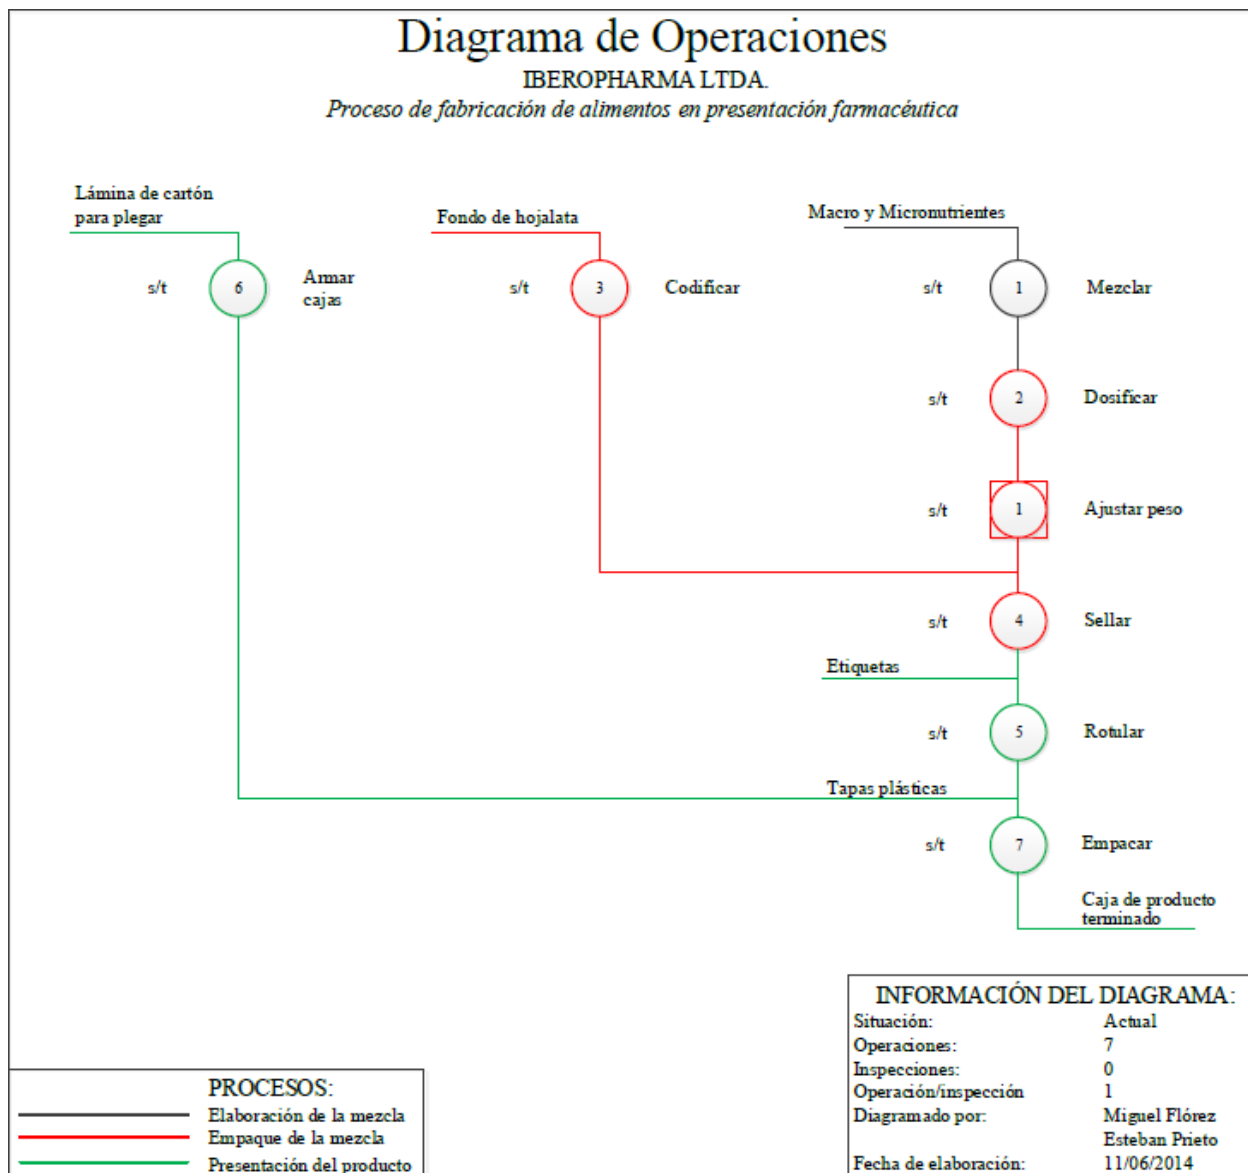 Diagrama de Operaciones
IBEROPHARMA LTDA.
Proceso de fabricación de alimentos en presentación farmacéutica
Lámina de cartón
para plegar
Fondo de hojalata
Macro y Micronutrientes
s/t 6 Armar
cajas
s/t 3 Codificar
s/t 1 Mezclar
s/t 2 Dosificar
s/t 1 Ajustar peso
s/t 4 Sellar
Etiquetas
s/t 5 Rotular
Tapas plásticas
s/t 7 Empacar
Caja de producto
terminado
INFORMACIÓN DEL DIAGRAMA:
Situación: Actual
Operaciones: 7
Inspecciones: 0
Operación/inspección 1
Diagramado por: Miguel Flórez
Esteban Prieto
Fecha de elaboración: 11/06/2014
PROCESOS:
Elaboración de la mezcla
Empaque de la mezcla
Presentación del producto